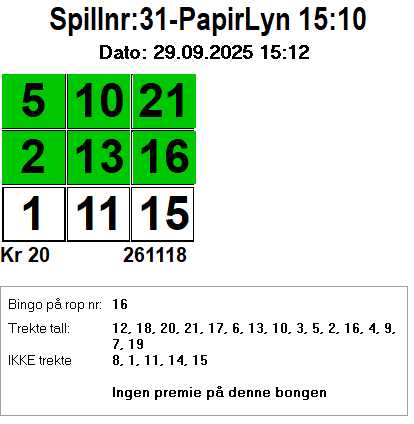 Spillnr:31-PapirLyn 15:10
Dato: 29.09.2025 15:12
5 10 21
2 13 16
1 11 15
Kr 20 261118
Bingo på rop nr: 16
Trekte tall: 12, 18, 20, 21, 17, 6, 13, 10, 3, 5, 2, 16, 4, 9,
7, 19
IKKE trekte 8, 1, 11, 14, 15
Ingen premie på denne bongen